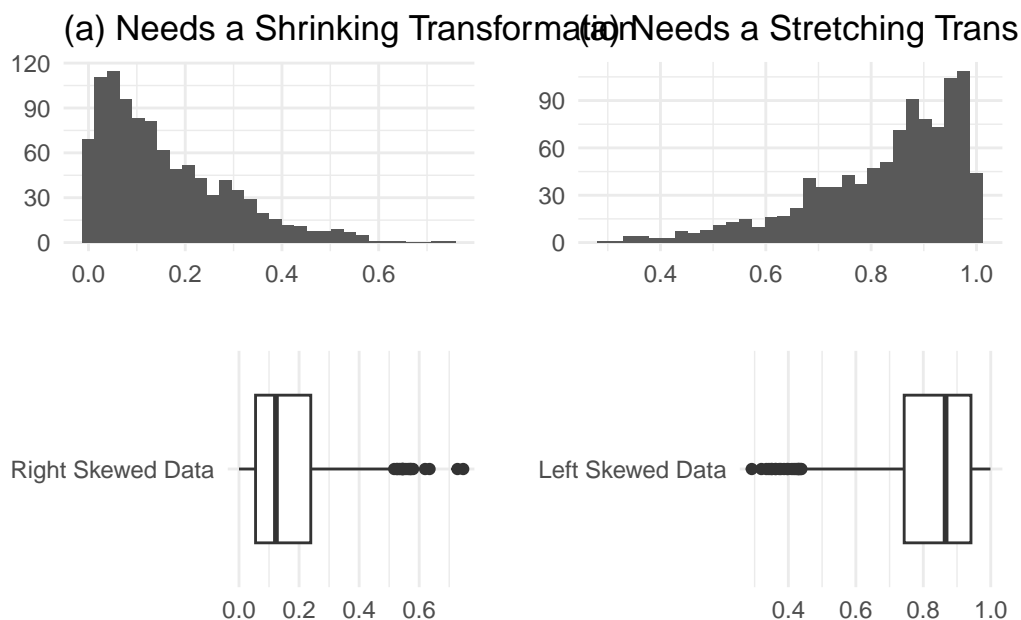 (a) Needs a Shrinking Transformation
(a) Needs a Stretching Trans
120
90
60
30
0
0.0 0.2 0.4 0.6
90
60
30
0
0.4 0.6 0.8 1.0
Right Skewed Data
0.0 0.2 0.4 0.6
Left Skewed Data
0.4 0.6 0.8 1.0